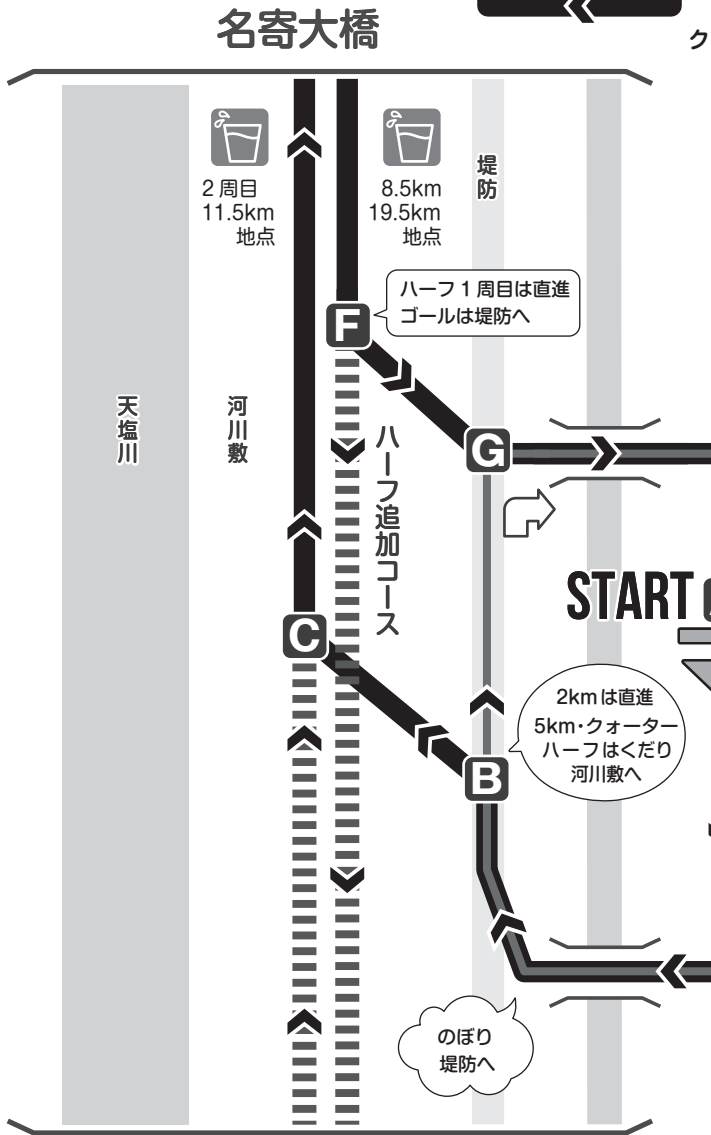 名寄大橋
ク
2周目
11.5km
地点
8.5km
19.5km
地点
堤防
ハーフ1周目は直進
ゴールは堤防へ
F
天塩川
河川敷
ハーフ追加コース
G
START
C
2kmは直進
5km・クォーター
ハーフはくだり
河川敷へ
B
のぼり
堤防へ